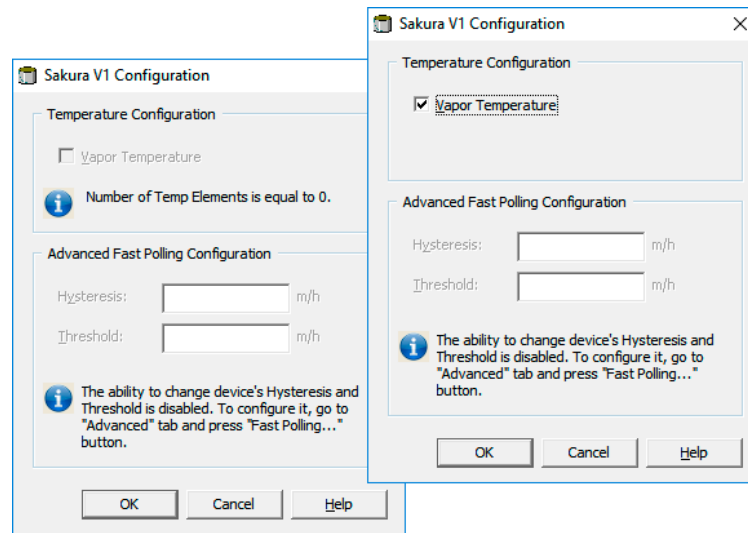 Sakura V1 Configuration
Temperature Configuration
Vapor Temperature
Number of Temp Elements is equal to 0.
Advanced Fast Polling Configuration
Hysteresis:
m/h
Threshold:
m/h
The ability to change device's Hysteresis and
Threshold is disabled. To configure it, go to
"Advanced" tab and press "Fast Polling..."
button.
OK
Cancel
Help
Sakura V1 Configuration
Temperature Configuration
Vapor Temperature
Advanced Fast Polling Configuration
Hysteresis:
m/h
Threshold:
m/h
The ability to change device's Hysteresis and
Threshold is disabled. To configure it, go to
"Advanced" tab and press "Fast Polling..."
button.
OK
Cancel
Help